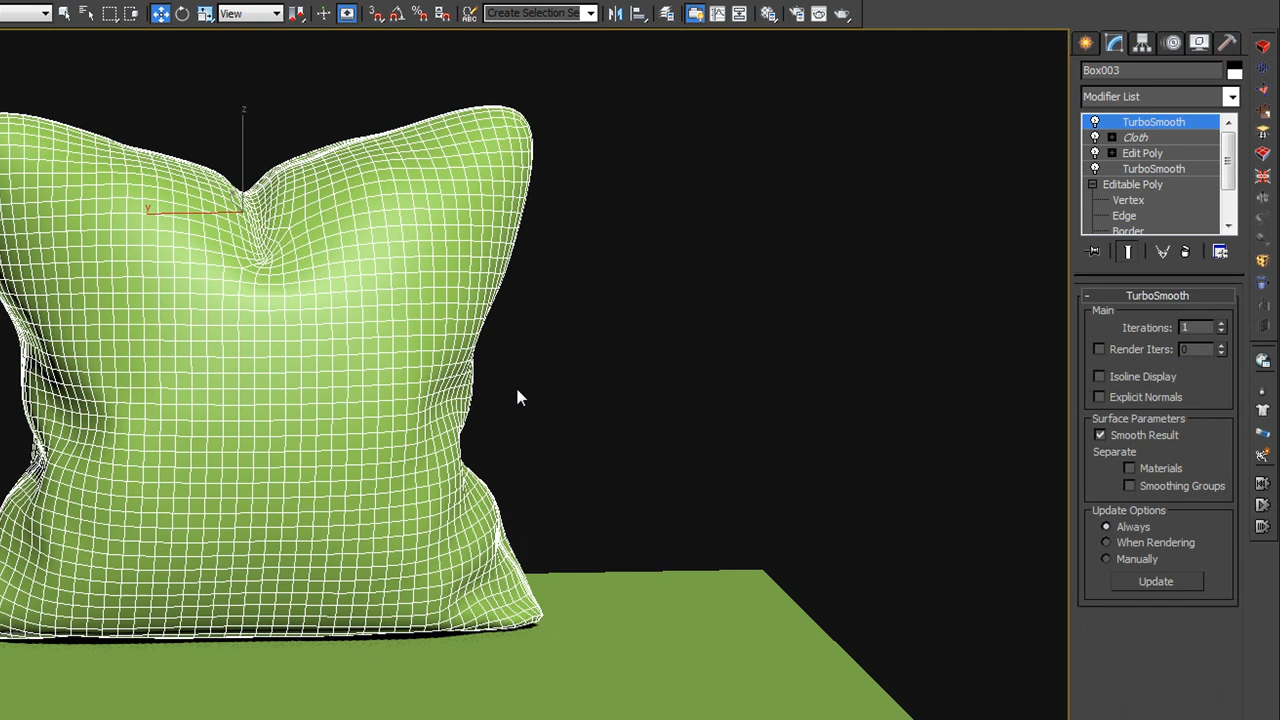 View
Create Selection Se
Box003
Modifier List
TurboSmooth
Cloth
Edit Poly
TurboSmooth
Editable Poly
Vertex
Edge
Border
z
y
TurboSmooth
Main
Iterations: 1
Render Iters: 0
Isoline Display
Explicit Normals
Surface Parameters
Smooth Result
Separate
Materials
Smoothing Groups
Update Options
Always
When Rendering
Manually
Update